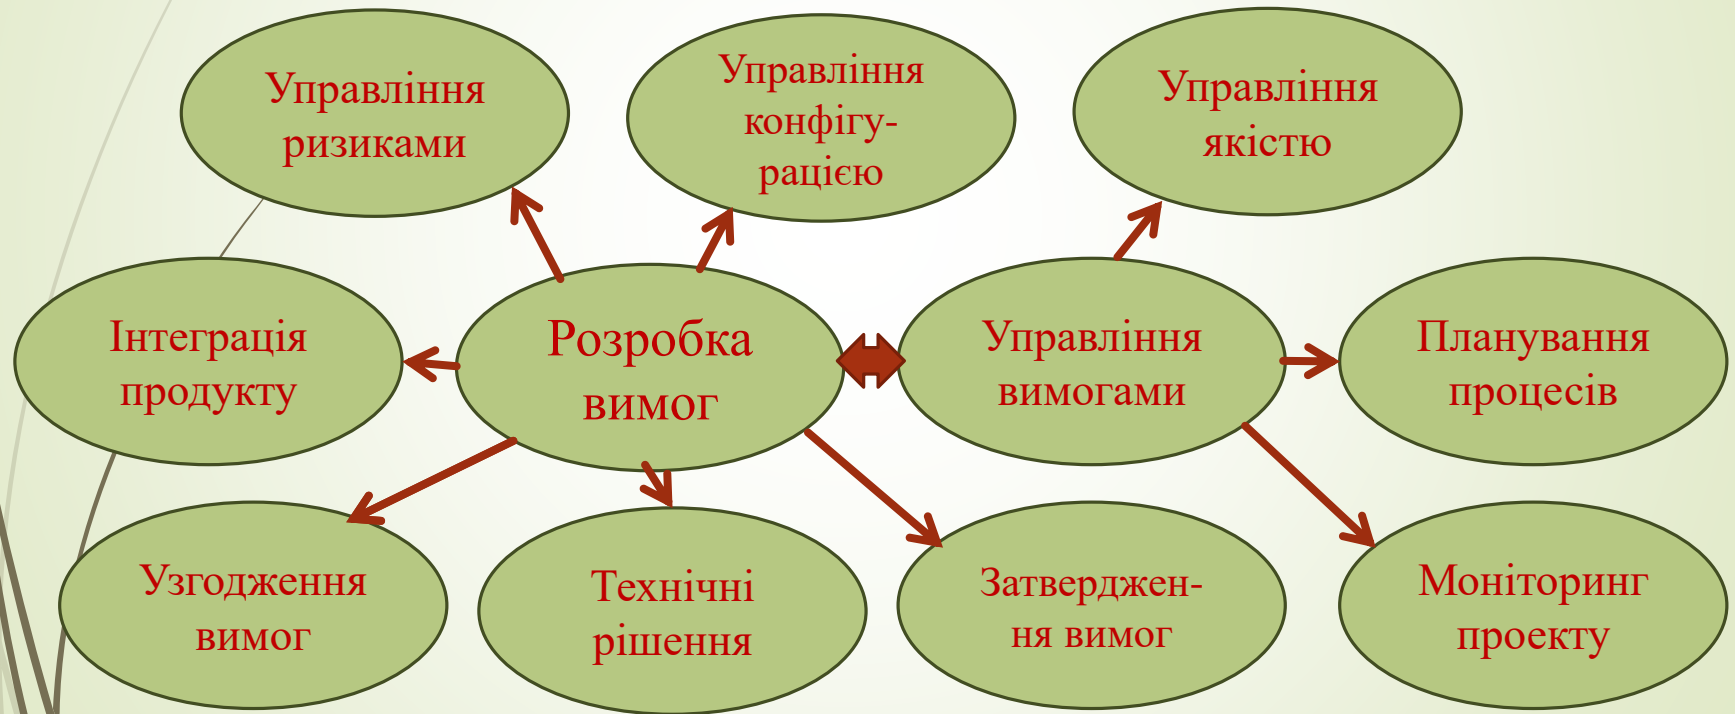 Управління
ризиками
Управління
конфігу-
рацією
Управління
якістю
Інтеграція
продукту
Розробка
вимог
Управління
вимогами
Планування
процесів
Узгодження
вимог
Технічні
рішення
Затверджен-
ня вимог
Моніторинг
проекту